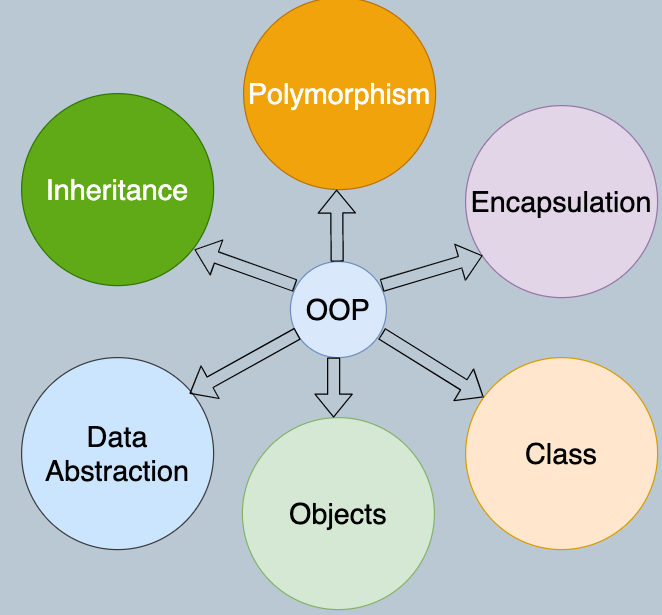 Polymorphism
Inheritance
Encapsulation
OOP
Data
Abstraction
Class
Objects